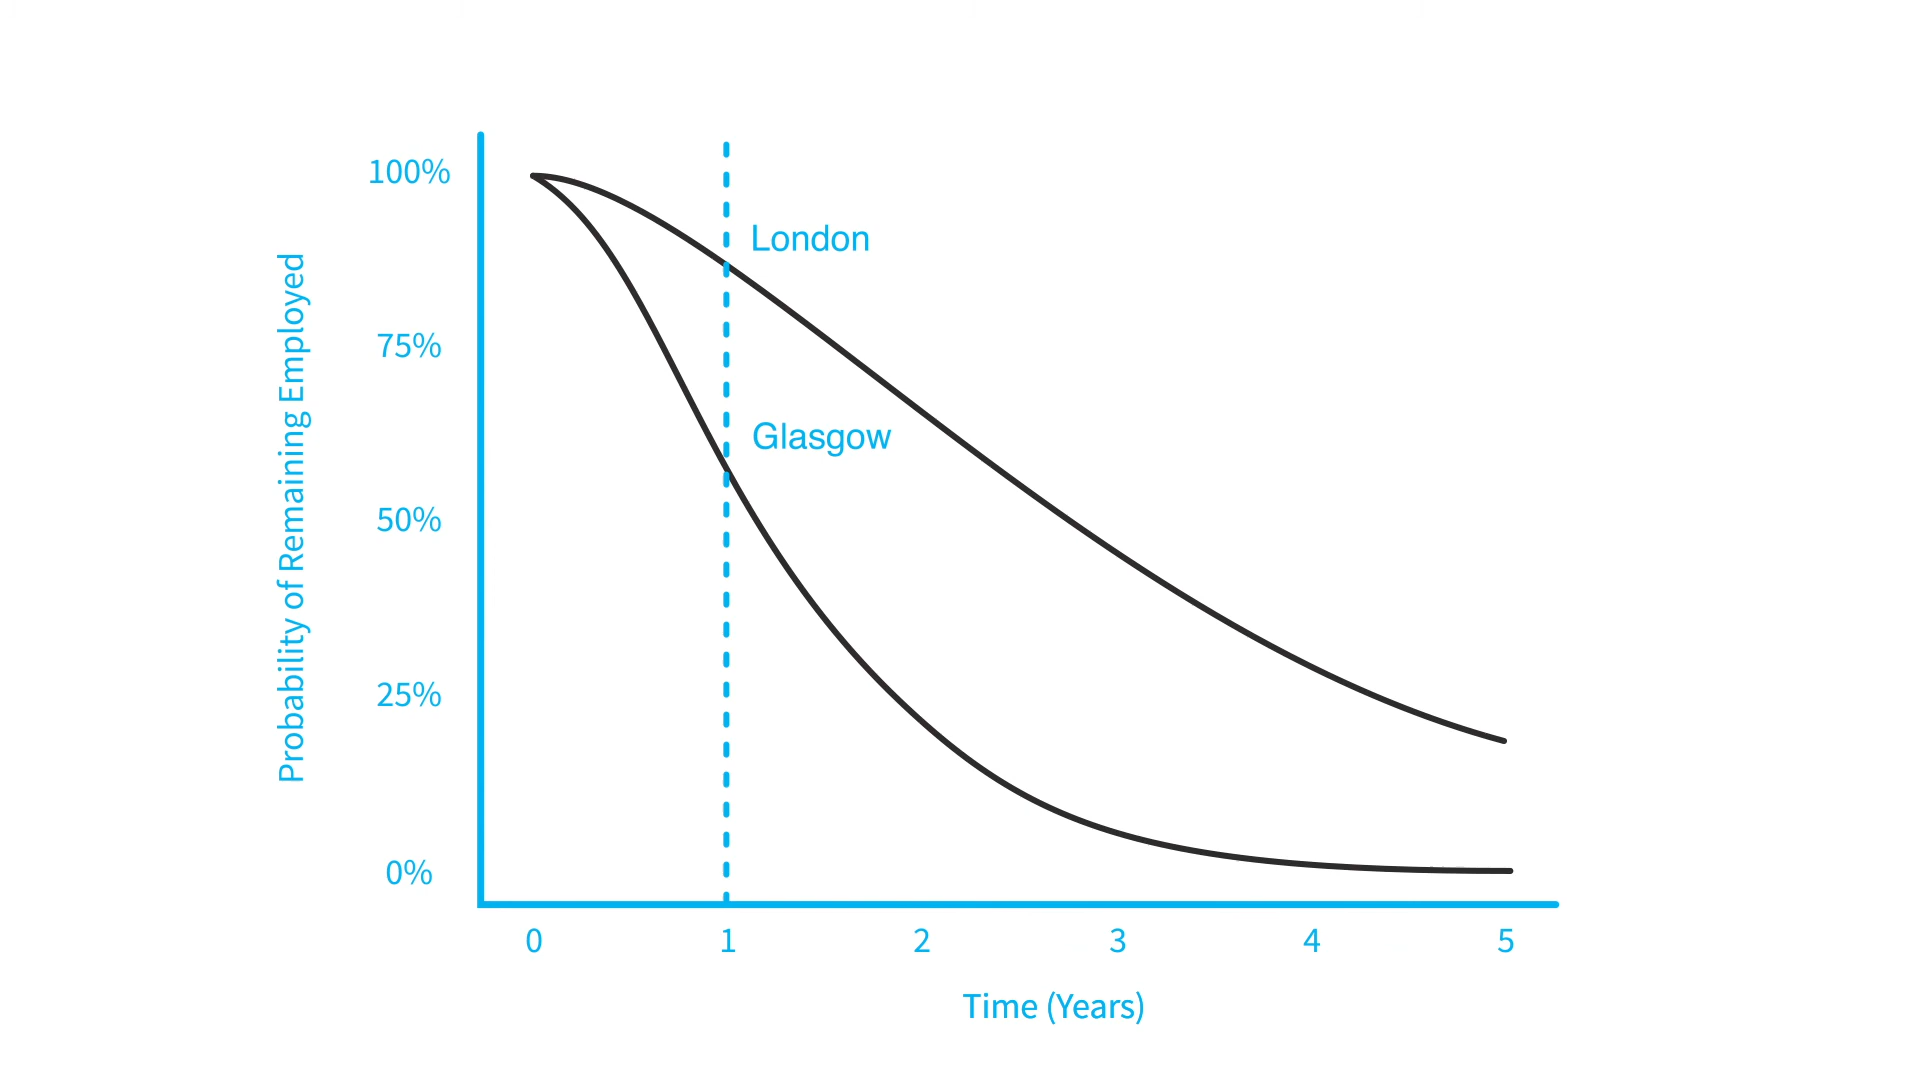 100%
London
75%
Glasgow
50%
25%
0%
Probability of Remaining Employed
0 1 2 3 4 5
Time (Years)